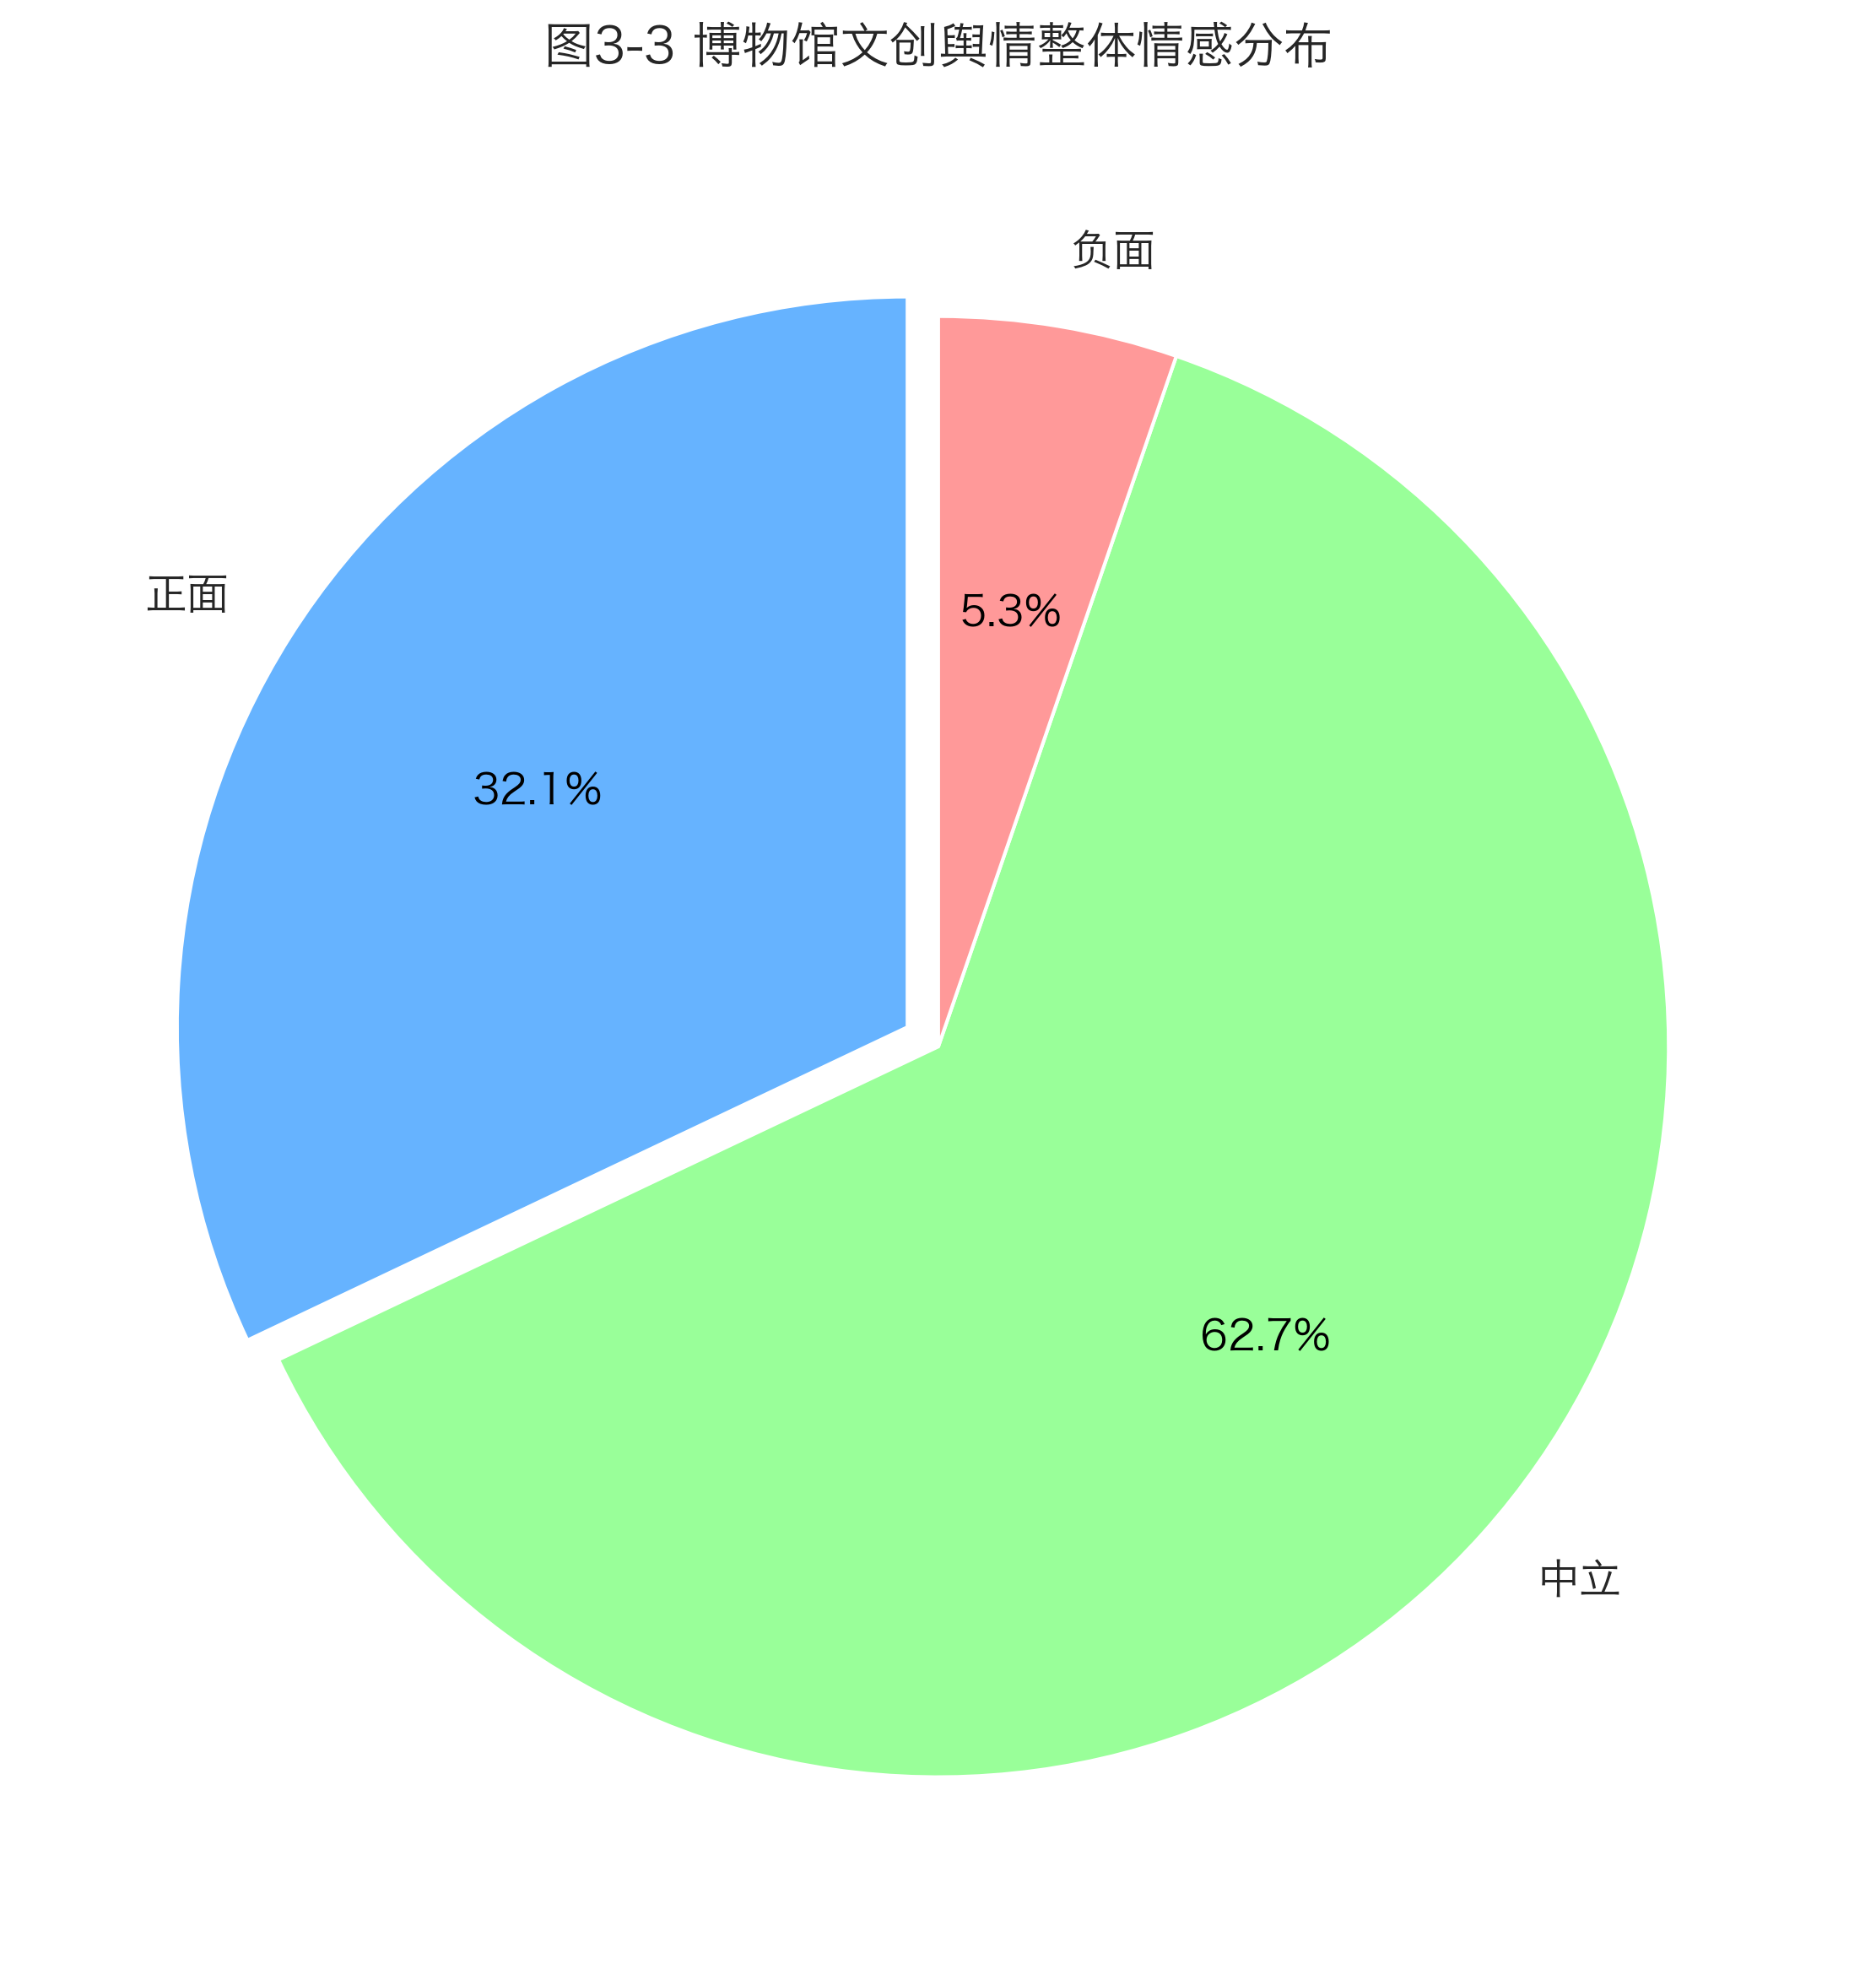 图3-3 博物馆文创舆情整体情感分布
负面
正面
5.3%
32.1%
62.7%
中立